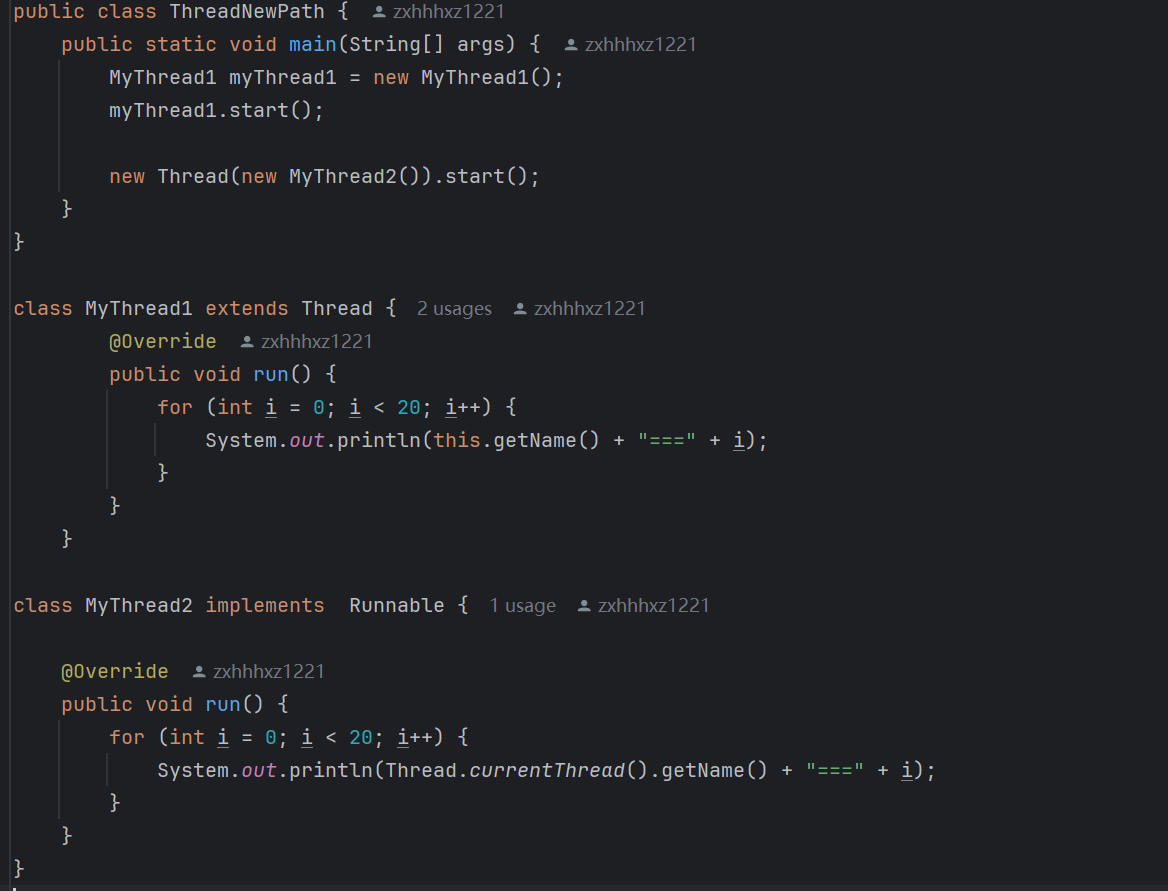 public class ThreadNewPath { zxhhhxz1221
    public static void main(String[] args) { zxhhhxz1221
        MyThread1 myThread1 = new MyThread1();
        myThread1.start();

        new Thread(new MyThread2()).start();
    }
}

class MyThread1 extends Thread { 2 usages zxhhhxz1221
        @Override zxhhhxz1221
        public void run() {
            for (int i = 0; i < 20; i++) {
                System.out.println(this.getName() + "===" + i);
            }
        }
    }

class MyThread2 implements  Runnable { 1 usage zxhhhxz1221

    @Override zxhhhxz1221
    public void run() {
        for (int i = 0; i < 20; i++) {
            System.out.println(Thread.currentThread().getName() + "===" + i);
        }
    }
}